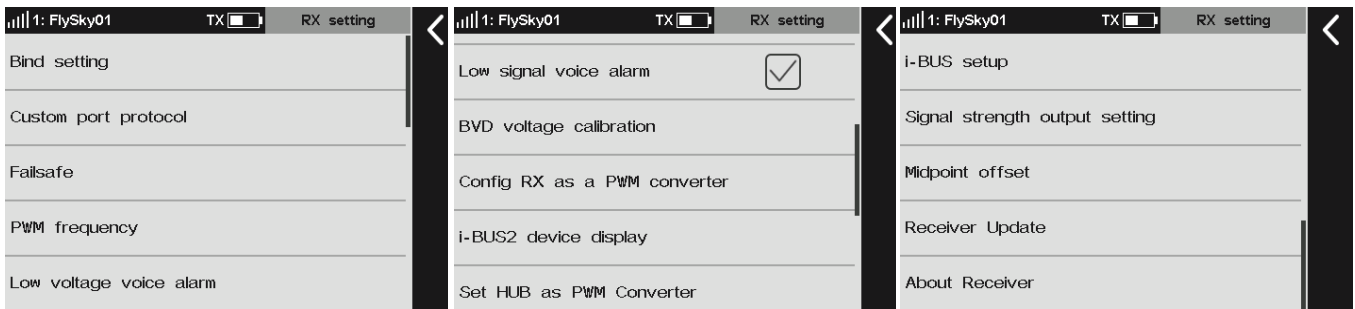 1: FlySky01 TX RX setting
Bind setting
Custom port protocol
Failsafe
PWM frequency
Low voltage voice alarm
1: FlySky01 TX RX setting
Low signal voice alarm
BVD voltage calibration
Config RX as a PWM converter
i-BUS2 device display
Set HUB as PWM Converter
1: FlySky01 TX RX setting
i-BUS setup
Signal strength output setting
Midpoint offset
Receiver Update
About Receiver